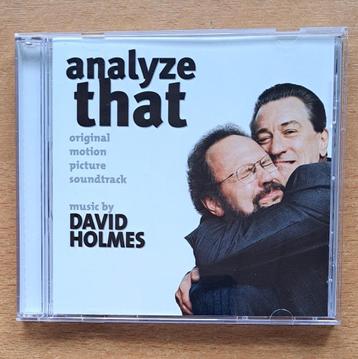 analyze
that
original
motion
picture
soundtrack
music by
DAVID
HOLMES